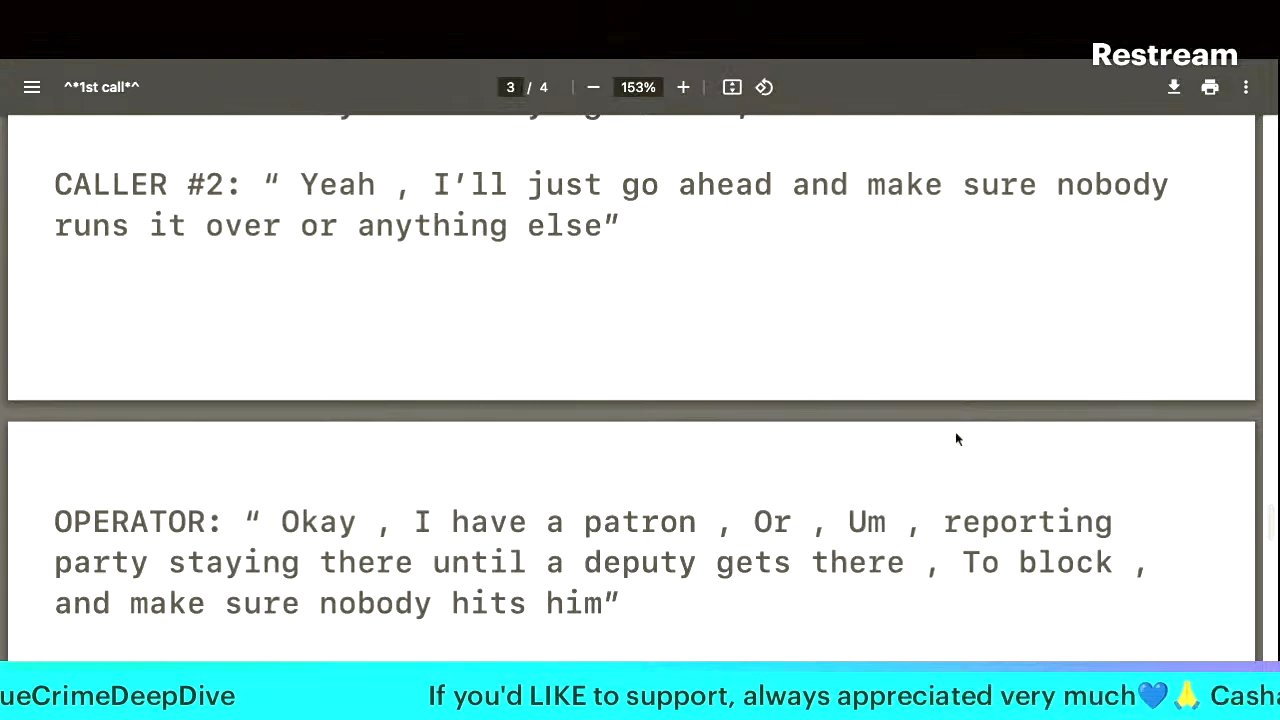 Restream
^*1st call*^
3 / 4
153%
CALLER #2: “ Yeah , I’ll just go ahead and make sure nobody
runs it over or anything else”
OPERATOR: “ Okay , I have a patron , Or , Um , reporting
party staying there until a deputy gets there , To block ,
and make sure nobody hits him”
ueCrimeDeepDive If you'd LIKE to support, always appreciated very much💙🙏 Casha